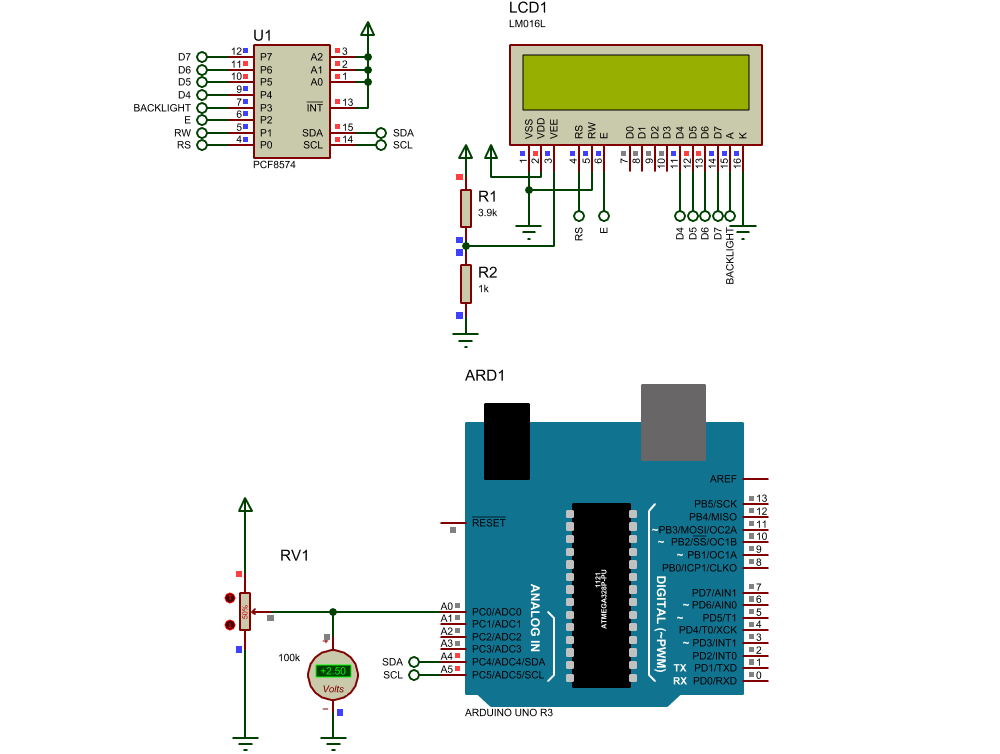 LCD1
LM016L
U1
D7 12 P7 A2 3
D6 11 P6 A1 2
D5 10 P5 A0 1
D4 9 P4
BACKLIGHT 7 P3 INT 13
E 6 P2
RW 5 P1 SDA 15 SDA
RS 4 P0 SCL 14 SCL
PCF8574
VSS VDD VEE RS RW E D0 D1 D2 D3 D4 D5 D6 D7 A K
1 2 3 4 5 6 7 8 9 10 11 12 13 14 15 16
RS E D4 D5 D6 D7 BACKLIGHT
R1
3.9k
R2
1k
ARD1
AREF
RESET
PB5/SCK 13
PB4/MISO 12
~PB3/MOSI/OC2A 11
~ PB2/SS/OC1B 10
~ PB1/OC1A 9
PB0/ICP1/CLKO 8
1121
ATMEGA328P-PU
ANALOG IN
DIGITAL (~PWM)
PD7/AIN1 7
~ PD6/AIN0 6
~ PD5/T1 5
PD4/T0/XCK 4
~ PD3/INT1 3
PD2/INT0 2
TX PD1/TXD 1
RX PD0/RXD 0
RV1
50%
A0 PC0/ADC0
A1 PC1/ADC1
A2 PC2/ADC2
A3 PC3/ADC3
SDA A4 PC4/ADC4/SDA
SCL A5 PC5/ADC5/SCL
100k
+
+2.50
Volts
-
ARDUINO UNO R3